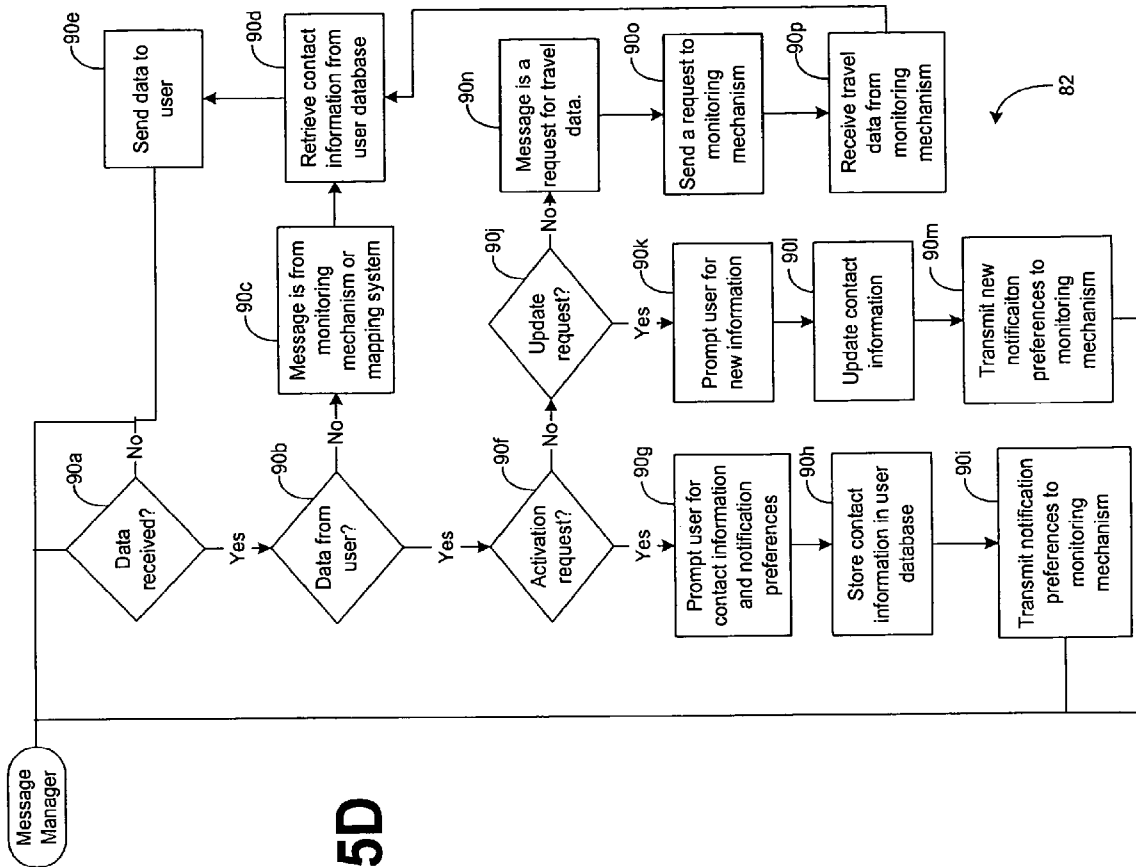 Message
Manager
5D
90a
Data
received?
No
Yes
90b
Data from
user?
No
Yes
90c
Message is from
monitoring
mechanism or
mapping system
90d
Retrieve contact
information from
user database
90e
Send data to
user
90f
Activation
request?
No
Yes
90g
Prompt user for
contact information
and notification
preferences
90h
Store contact
information in user
database
90i
Transmit notification
preferences to
monitoring
mechanism
90j
Update
request?
No
Yes
90k
Prompt user for
new information
90l
Update contact
information
90m
Transmit new
notificaiton
preferences to
monitoring
mechanism
90n
Message is a
request for travel
data.
90o
Send a request to
monitoring
mechanism
90p
Receive travel
data from
monitoring
mechanism
82